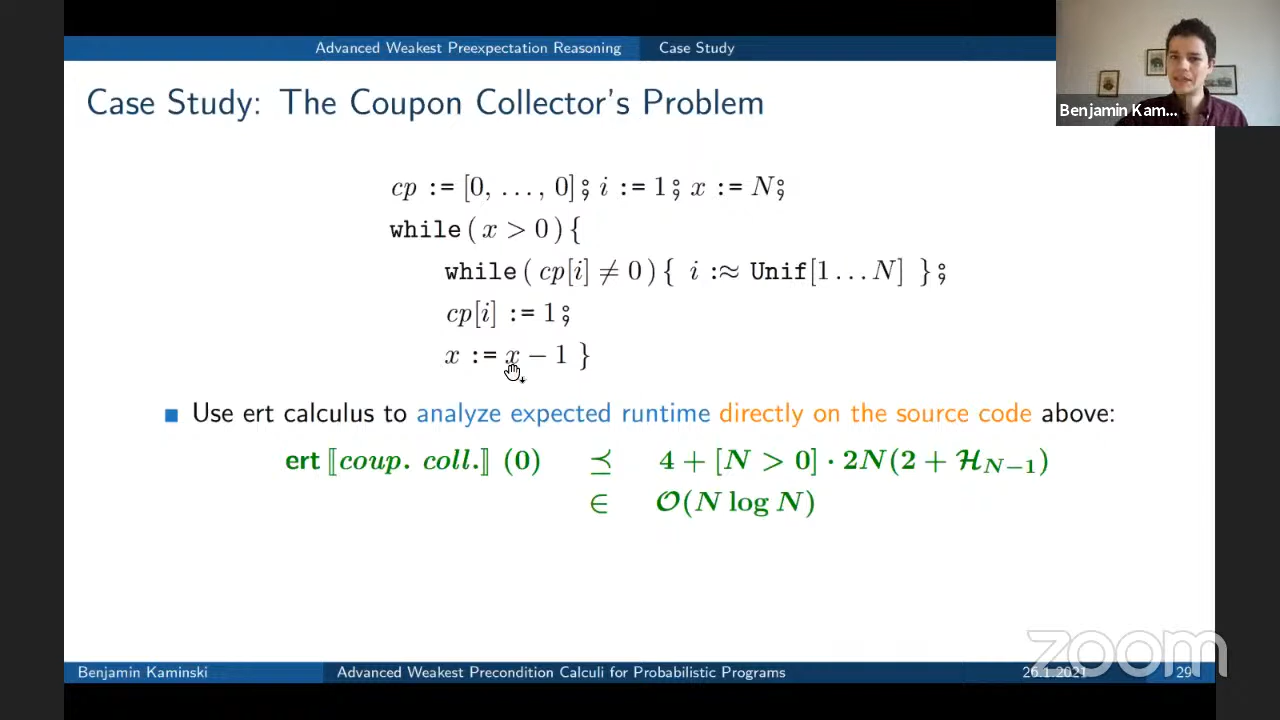 Advanced Weakest Preexpectation Reasoning Case Study
Benjamin Kam...
Case Study: The Coupon Collector's Problem
cp := [0, ..., 0]⨟ i := 1⨟ x := N⨟
while ( x > 0 ) {
while ( cp[i] ≠ 0 ) { i :≈ Unif[1 ... N] }⨟
cp[i] := 1⨟
x := x − 1 }
■ Use ert calculus to analyze expected runtime directly on the source code above:
ert ⟦coup. coll.⟧ (0) ⪯ 4 + [N > 0] · 2N(2 + ℋ_{N−1})
∈ 𝒪(N log N)
zoom
Benjamin Kaminski Advanced Weakest Precondition Calculi for Probabilistic Programs 26.1.2021 29